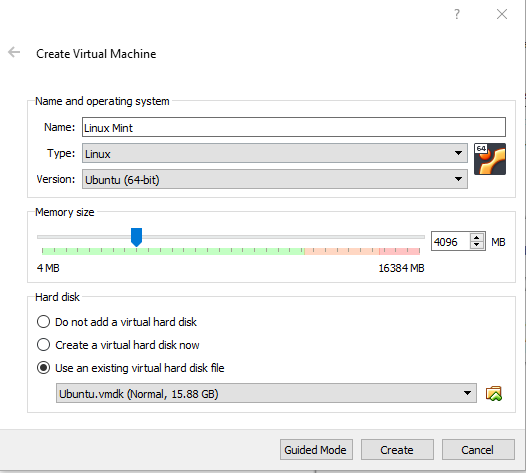 ?
Create Virtual Machine
Name and operating system
Name: Linux Mint
Type: Linux
64
Version: Ubuntu (64-bit)
Memory size
4096 MB
4 MB 16384 MB
Hard disk
Do not add a virtual hard disk
Create a virtual hard disk now
Use an existing virtual hard disk file
Ubuntu.vmdk (Normal, 15.88 GB)
Guided Mode Create Cancel